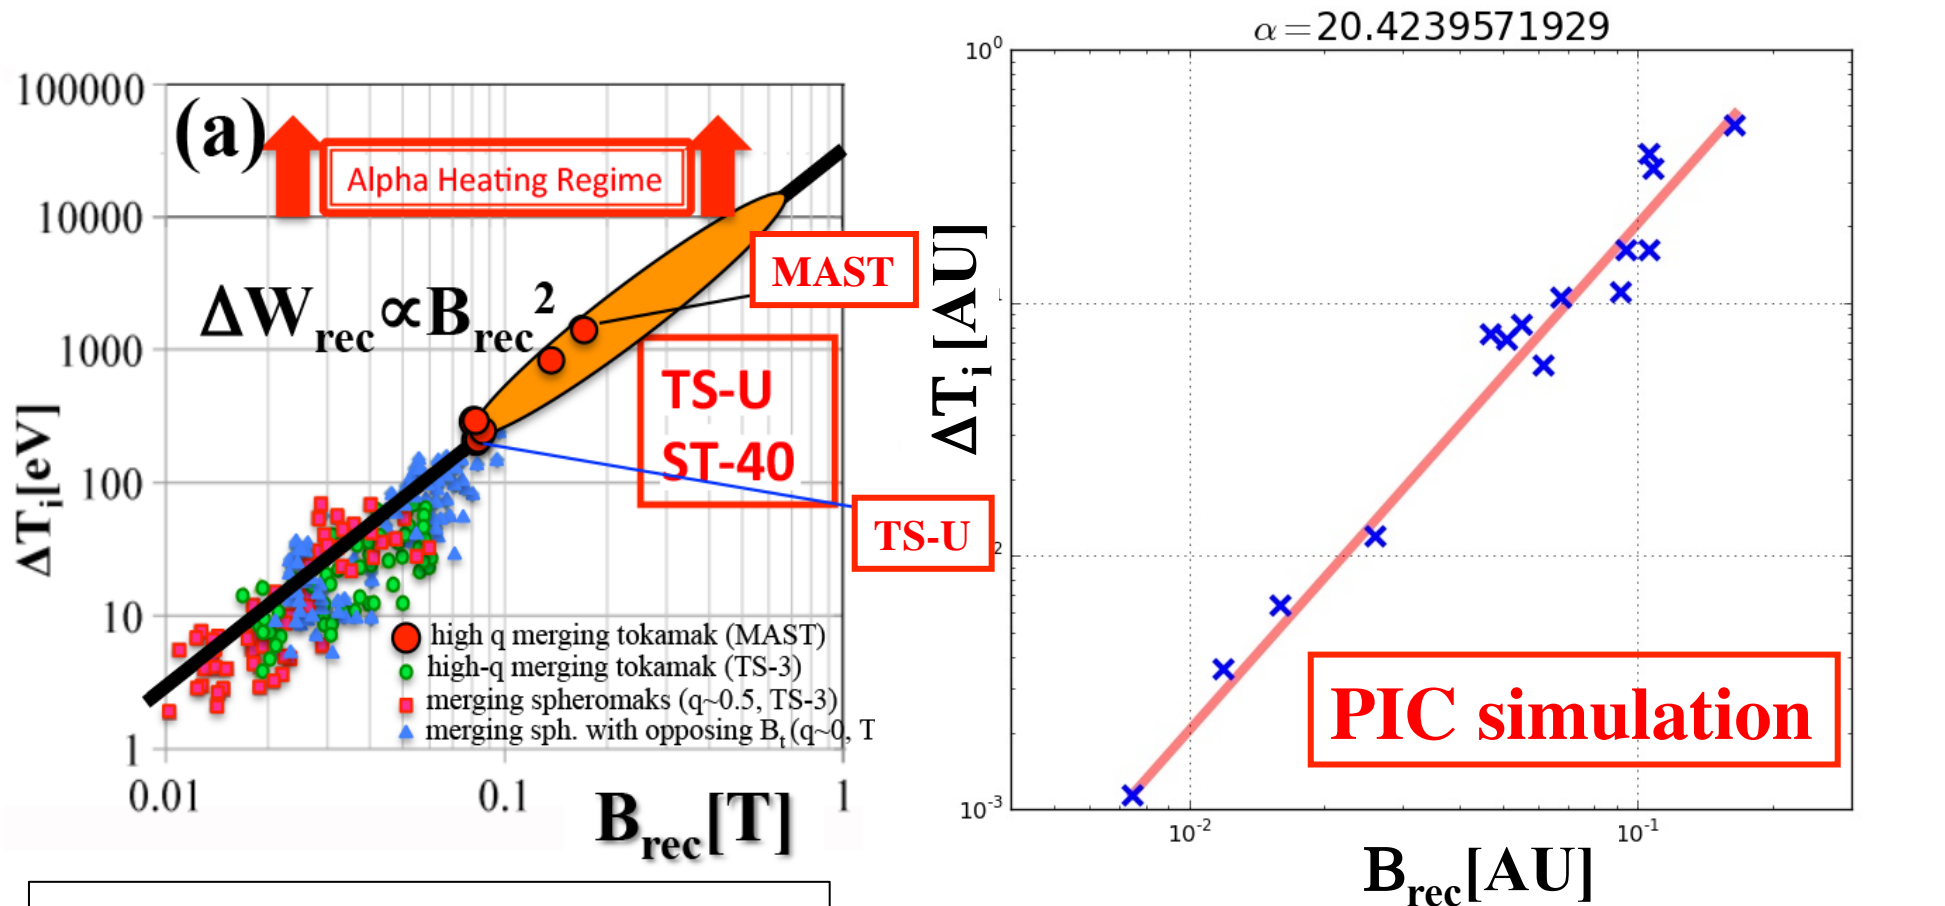 (a)
100000
10000
1000
100
10
1
ΔTi[eV]
Alpha Heating Regime
ΔWrec∝Brec²
MAST
TS-U
ST-40
TS-U
high q merging tokamak (MAST)
high-q merging tokamak (TS-3)
merging spheromaks (q~0.5, TS-3)
merging sph. with opposing Bt(q~0, T
0.01
0.1
1
Brec[T]
α=20.4239571929
10⁰
1
2
10⁻³
ΔTi[AU]
PIC simulation
10⁻²
10⁻¹
Brec[AU]